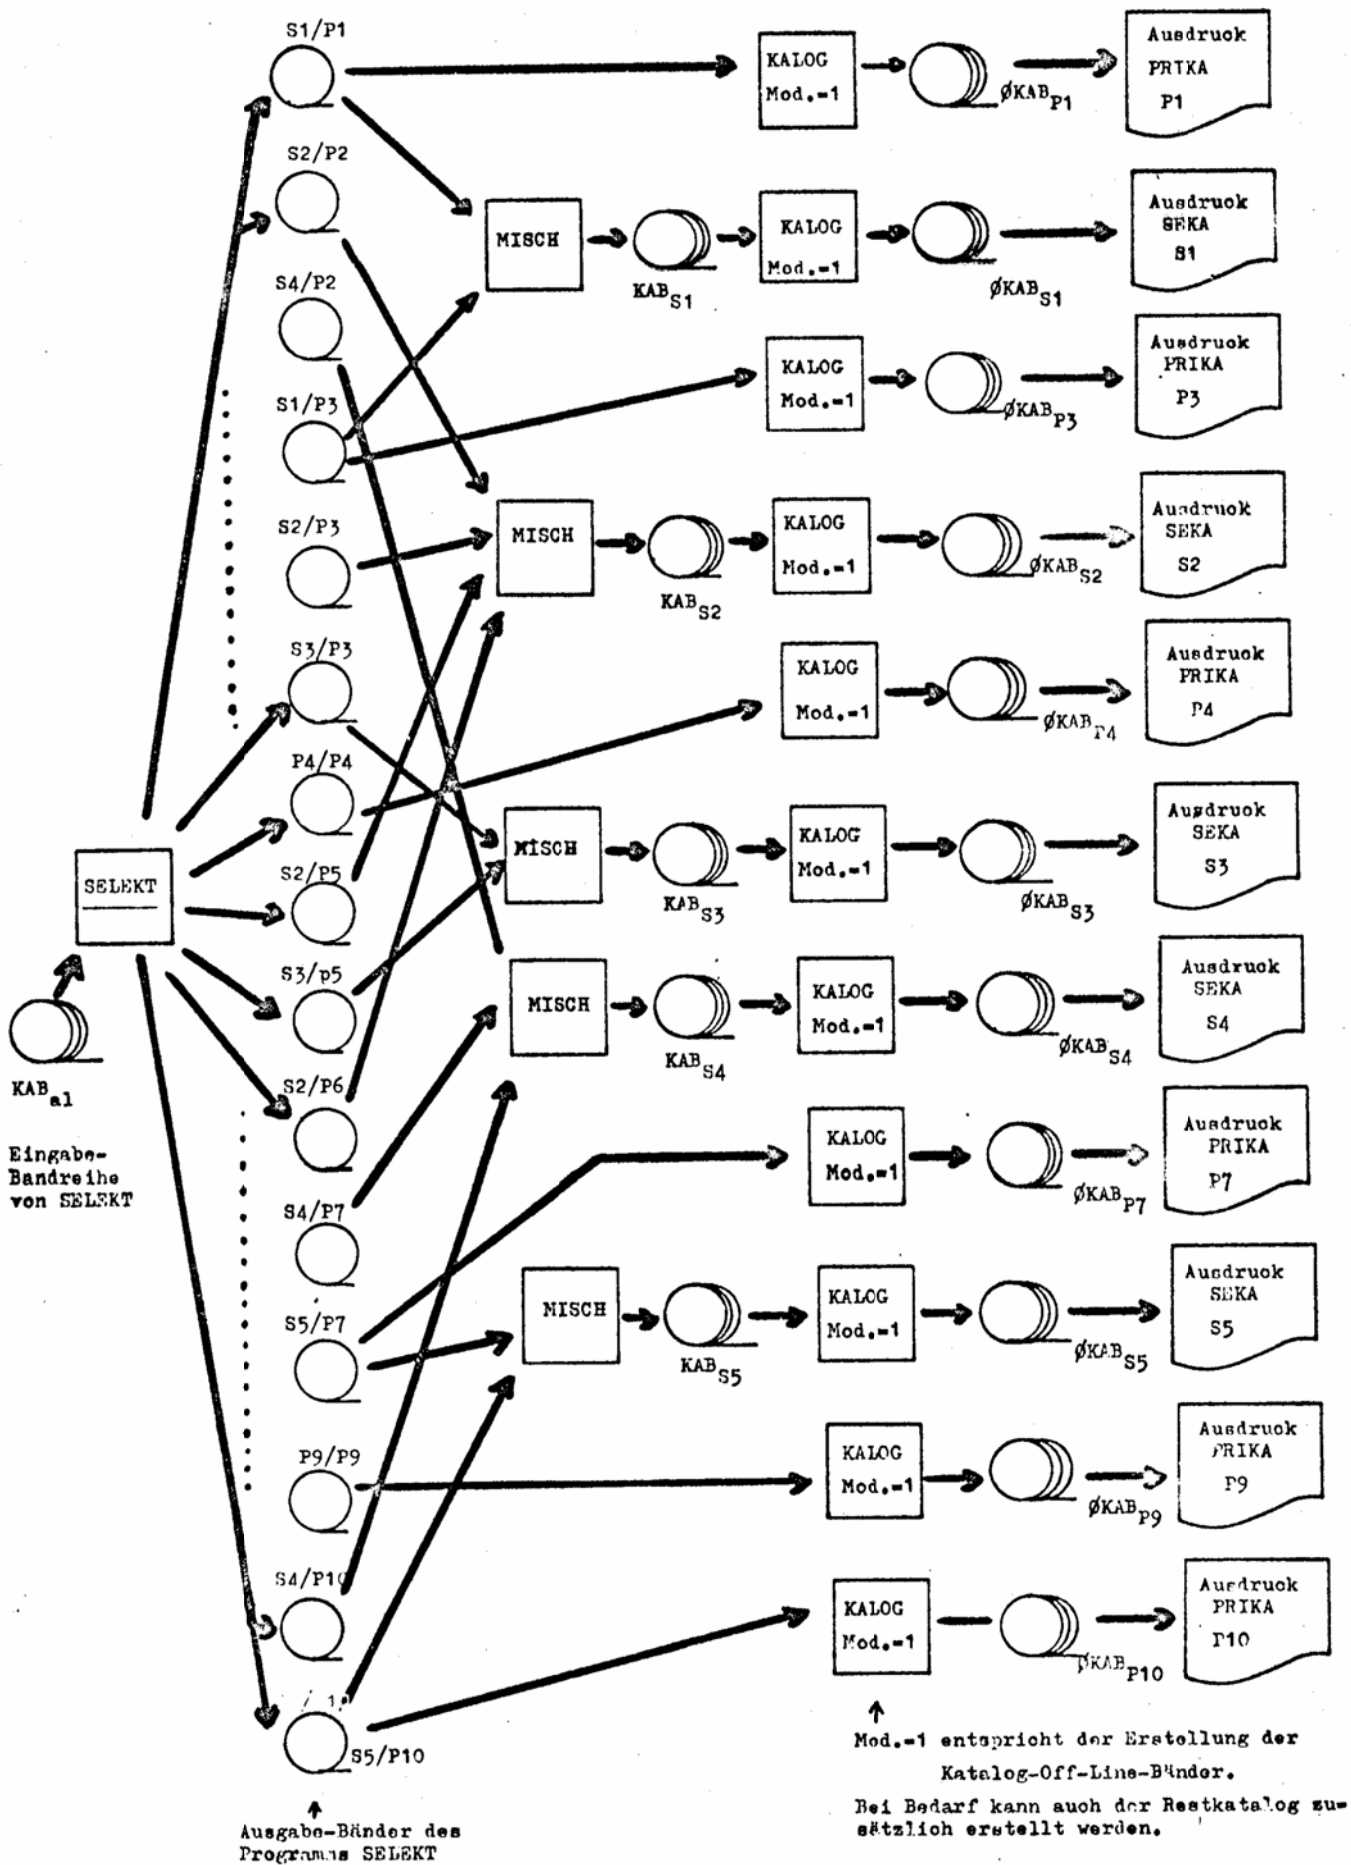 S1/P1
KALOG
Mod.=1
ØKAB P1
Ausdruck
PRIKA
P1
S2/P2
MISCH
KAB S1
KALOG
Mod.=1
ØKAB S1
Ausdruck
SEKA
S1
S4/P2
KALOG
Mod.=1
ØKAB P3
Ausdruck
PRIKA
P3
S1/P3
S2/P3
MISCH
KAB S2
KALOG
Mod.=1
ØKAB S2
Ausdruck
SEKA
S2
S3/P3
KALOG
Mod.=1
ØKAB P4
Ausdruck
PRIKA
P4
P4/P4
MISCH
KAB S3
KALOG
Mod.=1
ØKAB S3
Ausdruck
SEKA
S3
SELEKT
S2/P5
S3/p5
MISCH
KAB S4
KALOG
Mod.=1
ØKAB S4
Ausdruck
SEKA
S4
KAB al
Eingabe-
Bandreihe
von SELEKT
S2/P6
KALOG
Mod.=1
ØKAB P7
Ausdruck
PRIKA
P7
S4/P7
S5/P7
MISCH
KAB S5
KALOG
Mod.=1
ØKAB S5
Ausdruck
SEKA
S5
P9/P9
KALOG
Mod.=1
ØKAB P9
Ausdruck
PRIKA
P9
S4/P10
KALOG
Mod.=1
ØKAB P10
Ausdruck
PRIKA
P10
S5/P10
Mod.=1 entspricht der Erstellung der
Katalog-Off-Line-Bänder.
Bei Bedarf kann auch der Restkatalog zu-
sätzlich erstellt werden.
Ausgabe-Bänder des
Programms SELEKT